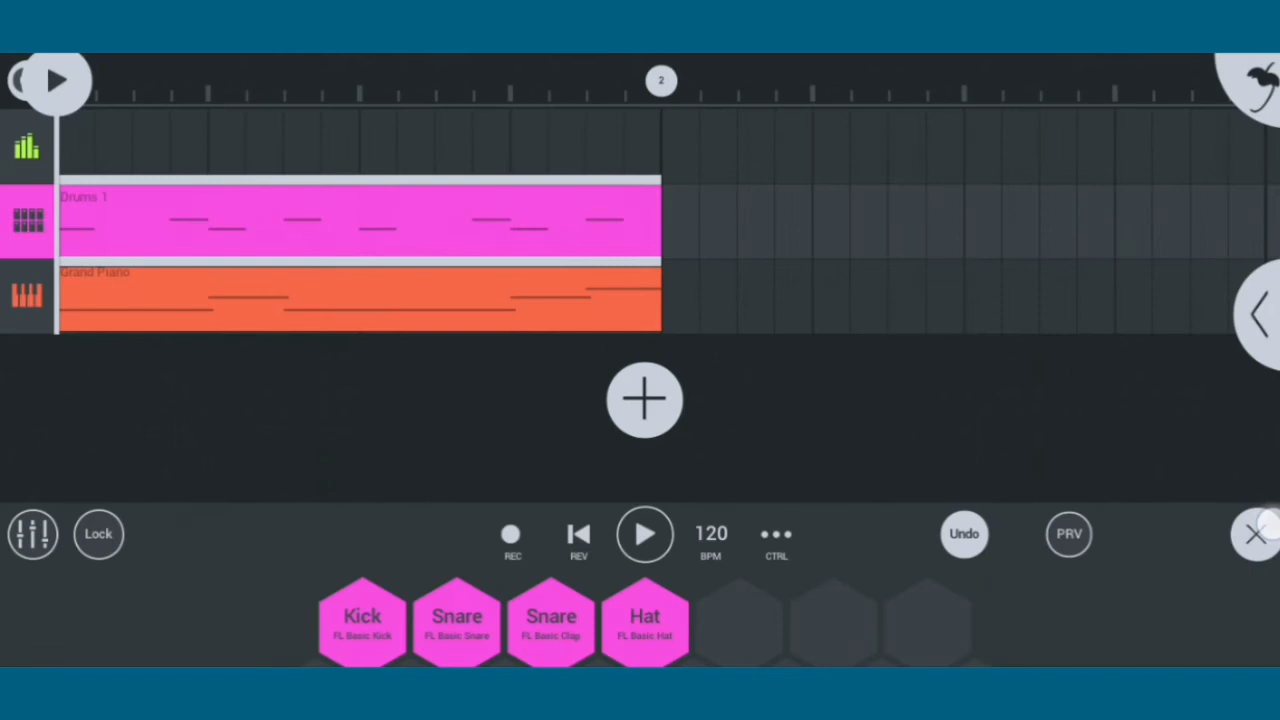 2
Drums 1
Grand Piano
Lock
REC
REV
120
BPM
CTRL
Undo
PRV
Kick
FL Basic Kick
Snare
FL Basic Snare
Snare
FL Basic Clap
Hat
FL Basic Hat